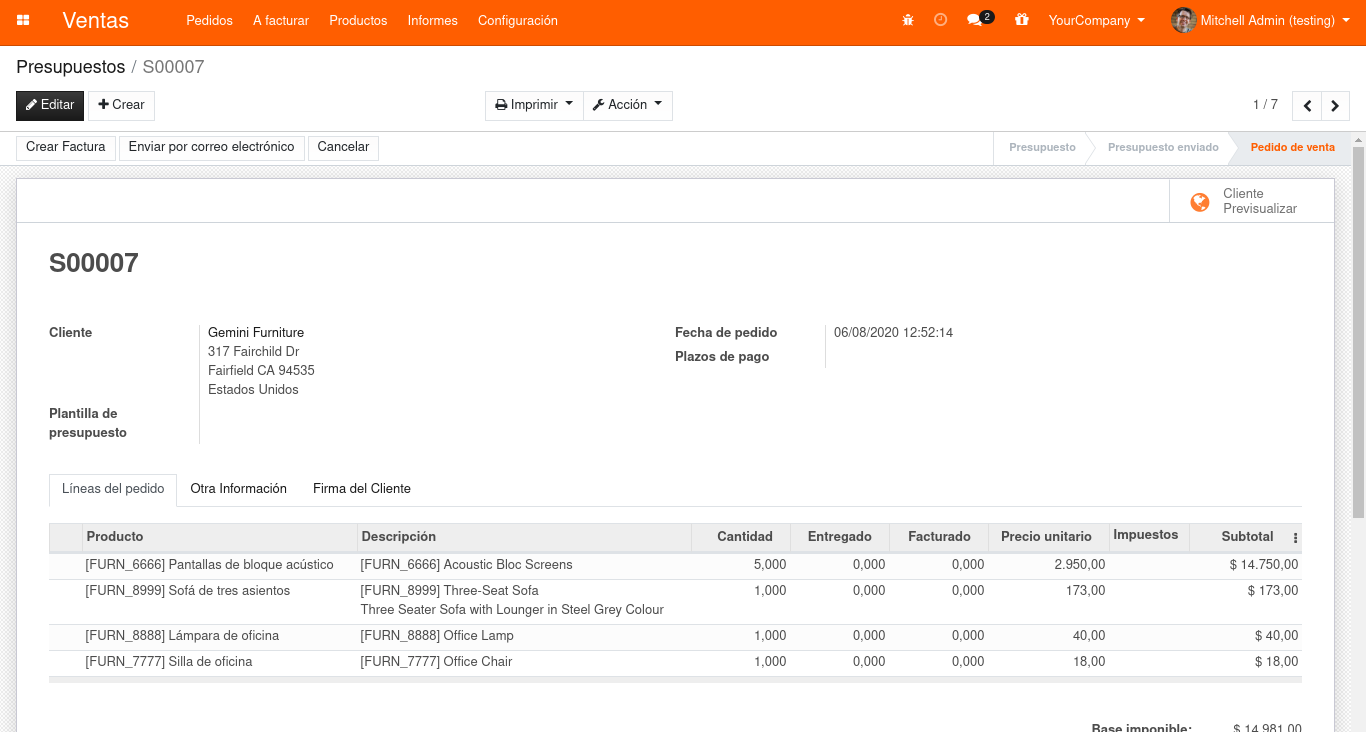 Ventas Pedidos A facturar Productos Informes Configuración 2 YourCompany Mitchell Admin (testing)
Presupuestos / S00007
Editar Crear Imprimir Acción 1 / 7
Crear Factura Enviar por correo electrónico Cancelar Presupuesto Presupuesto enviado Pedido de venta
Cliente
Previsualizar
S00007
Cliente Gemini Furniture Fecha de pedido 06/08/2020 12:52:14
317 Fairchild Dr Plazos de pago
Fairfield CA 94535
Estados Unidos
Plantilla de
presupuesto
Líneas del pedido Otra Información Firma del Cliente
Producto Descripción Cantidad Entregado Facturado Precio unitario Impuestos Subtotal
[FURN_6666] Pantallas de bloque acústico [FURN_6666] Acoustic Bloc Screens 5,000 0,000 0,000 2.950,00 $ 14.750,00
[FURN_8999] Sofá de tres asientos [FURN_8999] Three-Seat Sofa 1,000 0,000 0,000 173,00 $ 173,00
Three Seater Sofa with Lounger in Steel Grey Colour
[FURN_8888] Lámpara de oficina [FURN_8888] Office Lamp 1,000 0,000 0,000 40,00 $ 40,00
[FURN_7777] Silla de oficina [FURN_7777] Office Chair 1,000 0,000 0,000 18,00 $ 18,00
Base imponible: $ 14.981,00